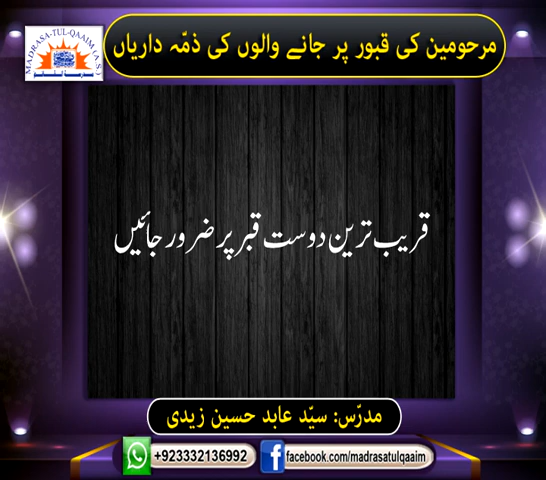 MADRASA-TUL-QAAIM (A.S)
مرحومین کی قبور پر جانے والوں کی ذمّہ داریاں
قریب ترین دوست قبر پر ضرور جائیں
مدرّس: سیّد عابد حسین زیدی
+923332136992
facebook.com/madrasatulqaaim